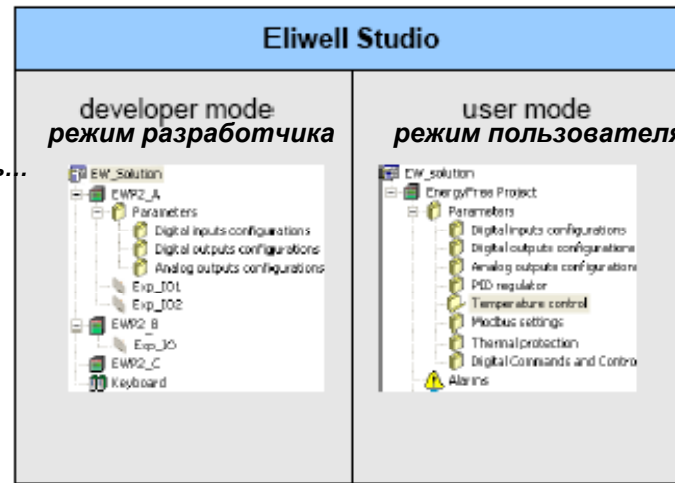 Eliwell Studio
developer mode
режим разработчика
ь...
EW_Solution
EWP2_A
Parameters
Digital inputs configurations
Digital outputs configurations
Analog outputs configurations
Exp_IO1
Exp_IO2
EWP2_B
Exp_IO
EWP2_C
Keyboard
user mode
режим пользователя
EW_solution
EnergyFree Project
Parameters
Digital inputs configurations
Digital outputs configurations
Analog outputs configuration
PID regulator
Temperature control
Modbus settings
Thermal protection
Digital Commands and Contro
Alarms